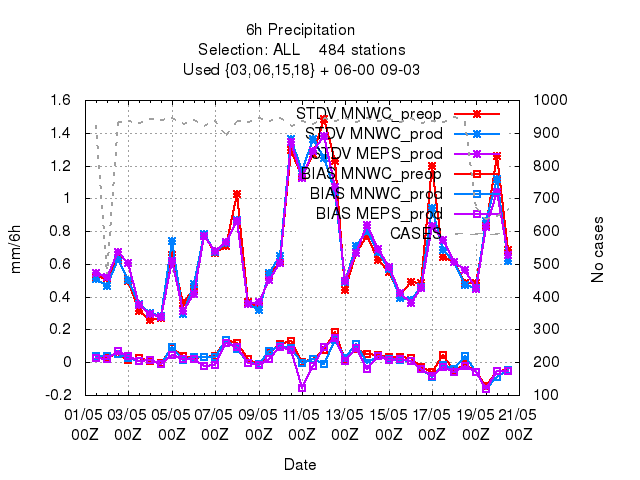 6h Precipitation
Selection: ALL 484 stations
Used {03,06,15,18} + 06-00 09-03
STDV MNWC_preop
STDV MNWC_prod
STDV MEPS_prod
BIAS MNWC_preop
BIAS MNWC_prod
BIAS MEPS_prod
CASES
mm/6h
1.6
1.4
1.2
1
0.8
0.6
0.4
0.2
0
-0.2
No cases
1000
900
800
700
600
500
400
300
200
100
01/05 03/05 05/05 07/05 09/05 11/05 13/05 15/05 17/05 19/05 21/05
00Z 00Z 00Z 00Z 00Z 00Z 00Z 00Z 00Z 00Z 00Z
Date